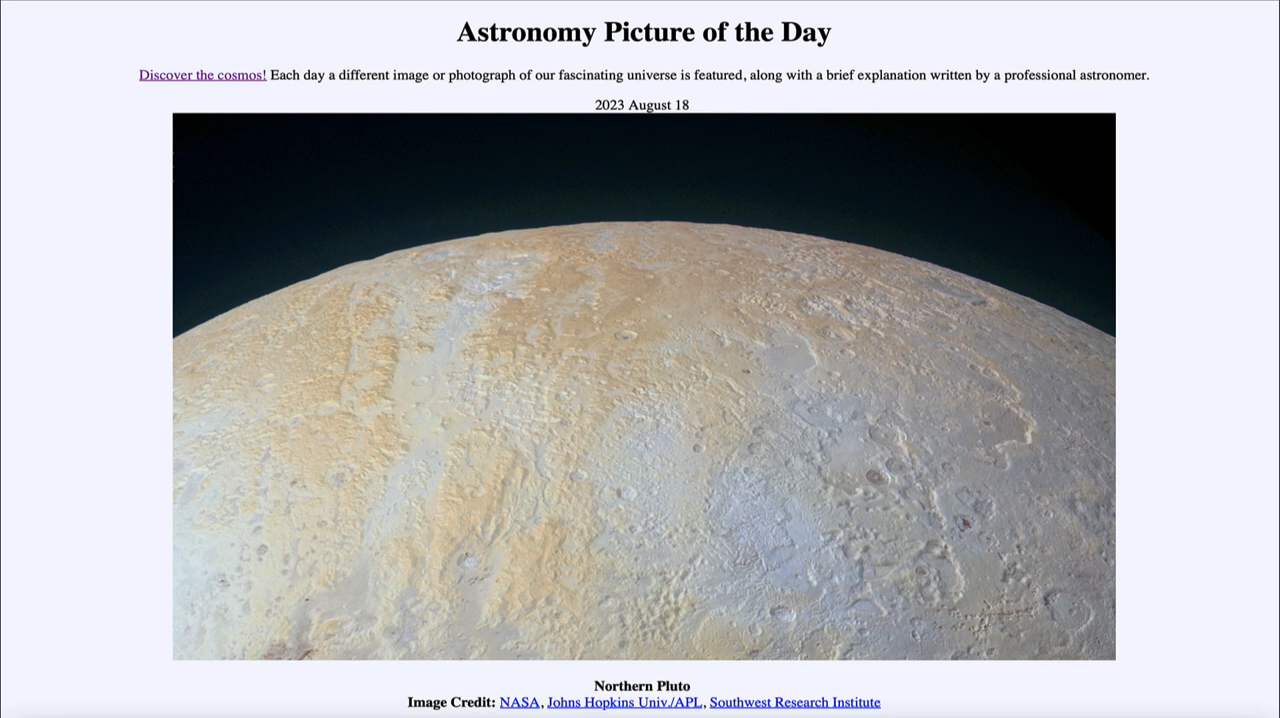 Astronomy Picture of the Day
Discover the cosmos! Each day a different image or photograph of our fascinating universe is featured, along with a brief explanation written by a professional astronomer.
2023 August 18
Northern Pluto
Image Credit: NASA, Johns Hopkins Univ./APL, Southwest Research Institute